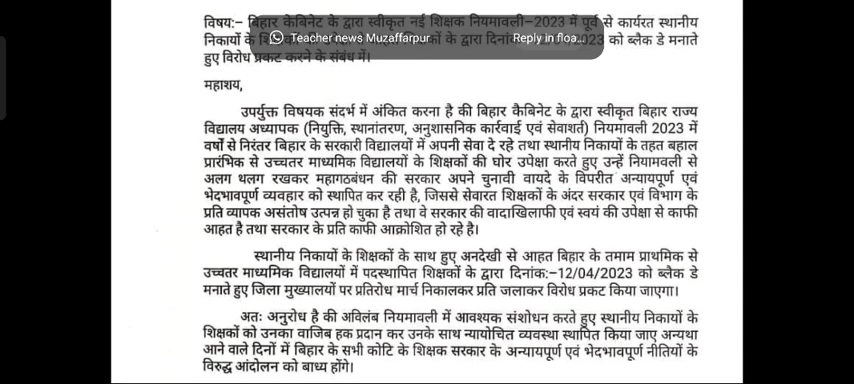 विषय:– बिहार केबिनेट के द्वारा स्वीकृत नई शिक्षक नियमावली–2023 में पूर्व से कार्यरत स्थानीय
निकायों के
Teacher news Muzaffarpur
Reply in floa...
के द्वारा
2023 को ब्लैक डे मनाते
हुए विरोध प्रकट करने के संबंध में।
महाशय,
उपर्युक्त विषयक संदर्भ में अंकित करना है की बिहार कैबिनेट के द्वारा स्वीकृत बिहार राज्य
विद्यालय अध्यापक (नियुक्ति, स्थानांतरण, अनुशासनिक कार्रवाई एवं सेवाशर्त) नियमावली 2023 में
वर्षों से निरंतर बिहार के सरकारी विद्यालयों में अपनी सेवा दे रहे तथा स्थानीय निकायों के तहत बहाल
प्रारंभिक से उच्चतर माध्यमिक विद्यालयों के शिक्षकों की घोर उपेक्षा करते हुए उन्हें नियामवली से
अलग थलग रखकर महागठबंधन की सरकार अपने चुनावी वायदे के विपरीत अन्यायपूर्ण एवं
भेदभावपूर्ण व्यवहार को स्थापित कर रही है, जिससे सेवारत शिक्षकों के अंदर सरकार एवं विभाग के
प्रति व्यापक असंतोष उत्पन्न हो चुका है तथा वे सरकार की वादाखिलाफी एवं स्वयं की उपेक्षा से काफी
आहत है तथा सरकार के प्रति काफी आक्रोशित हो रहे है।
स्थानीय निकायों के शिक्षकों के साथ हुए अनदेखी से आहत बिहार के तमाम प्राथमिक से
उच्चतर माध्यमिक विद्यालयों में पदस्थापित शिक्षकों के द्वारा दिनांक:–12/04/2023 को ब्लैक डे
मनाते हुए जिला मुख्यालयों पर प्रतिरोध मार्च निकालकर प्रति जलाकर विरोध प्रकट किया जाएगा।
अतः अनुरोध है की अविलंब नियमावली में आवश्यक संशोधन करते हुए स्थानीय निकायों के
शिक्षकों को उनका वाजिब हक प्रदान कर उनके साथ न्यायोचित व्यवस्था स्थापित किया जाए अन्यथा
आने वाले दिनों में बिहार के सभी कोटि के शिक्षक सरकार के अन्यायपूर्ण एवं भेदभावपूर्ण नीतियों के
विरुद्ध आंदोलन को बाध्य होंगे।